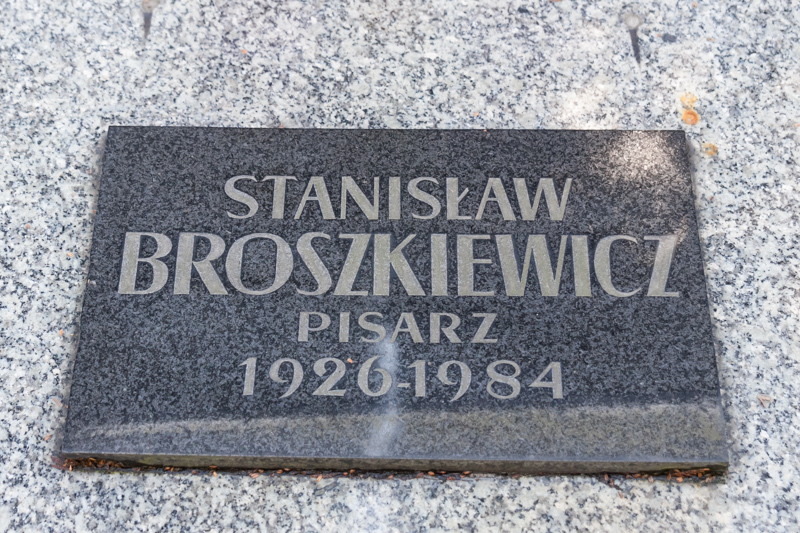 STANISŁAW
BROSZKIEWICZ
PISARZ
1926-1984